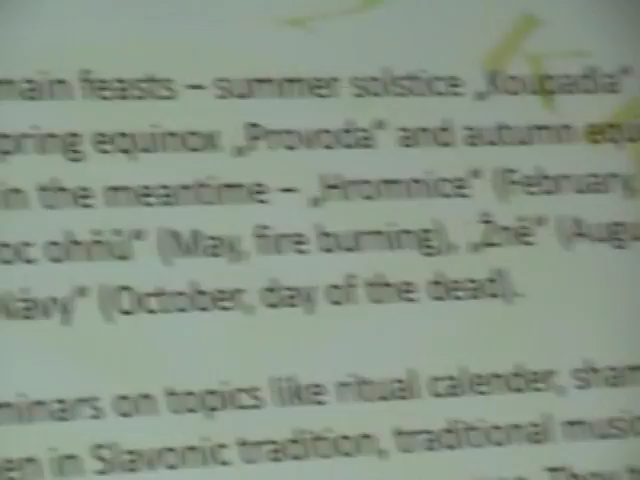 main feasts – summer solstice „Koupadla“
pring equinox „Provoda“ and autumn equ
in the meantime – „Hromnice“ (February,
oc ohňů“ (May, fire burning), „Žně“ (Augu
Návy“ (October, day of the dead).
minars on topics like ritual calender, sham
en in Slavonic tradition, traditional music